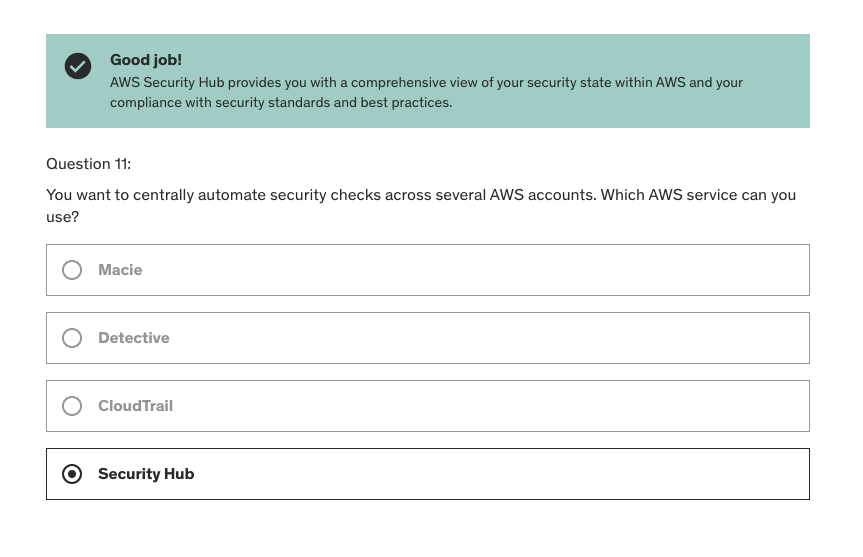 Good job!
AWS Security Hub provides you with a comprehensive view of your security state within AWS and your
compliance with security standards and best practices.
Question 11:
You want to centrally automate security checks across several AWS accounts. Which AWS service can you
use?
Macie
Detective
CloudTrail
Security Hub